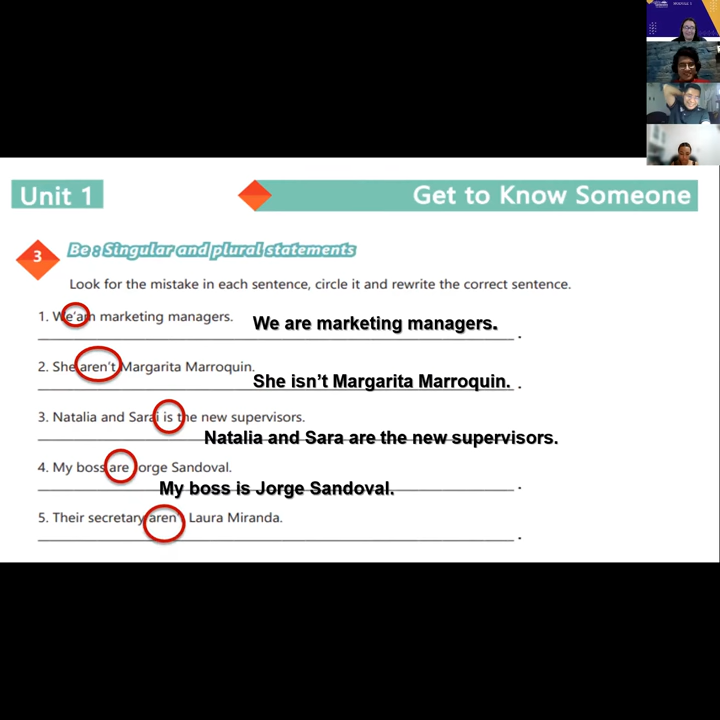 MODULE 1
Unit 1
Get to Know Someone
3
Be : Singular and plural statements
Look for the mistake in each sentence, circle it and rewrite the correct sentence.
1. We'am marketing managers.
We are marketing managers.
2. She aren't Margarita Marroquin.
She isn't Margarita Marroquin.
3. Natalia and Sarai is the new supervisors.
Natalia and Sara are the new supervisors.
4. My boss are Jorge Sandoval.
My boss is Jorge Sandoval.
5. Their secretary aren't Laura Miranda.